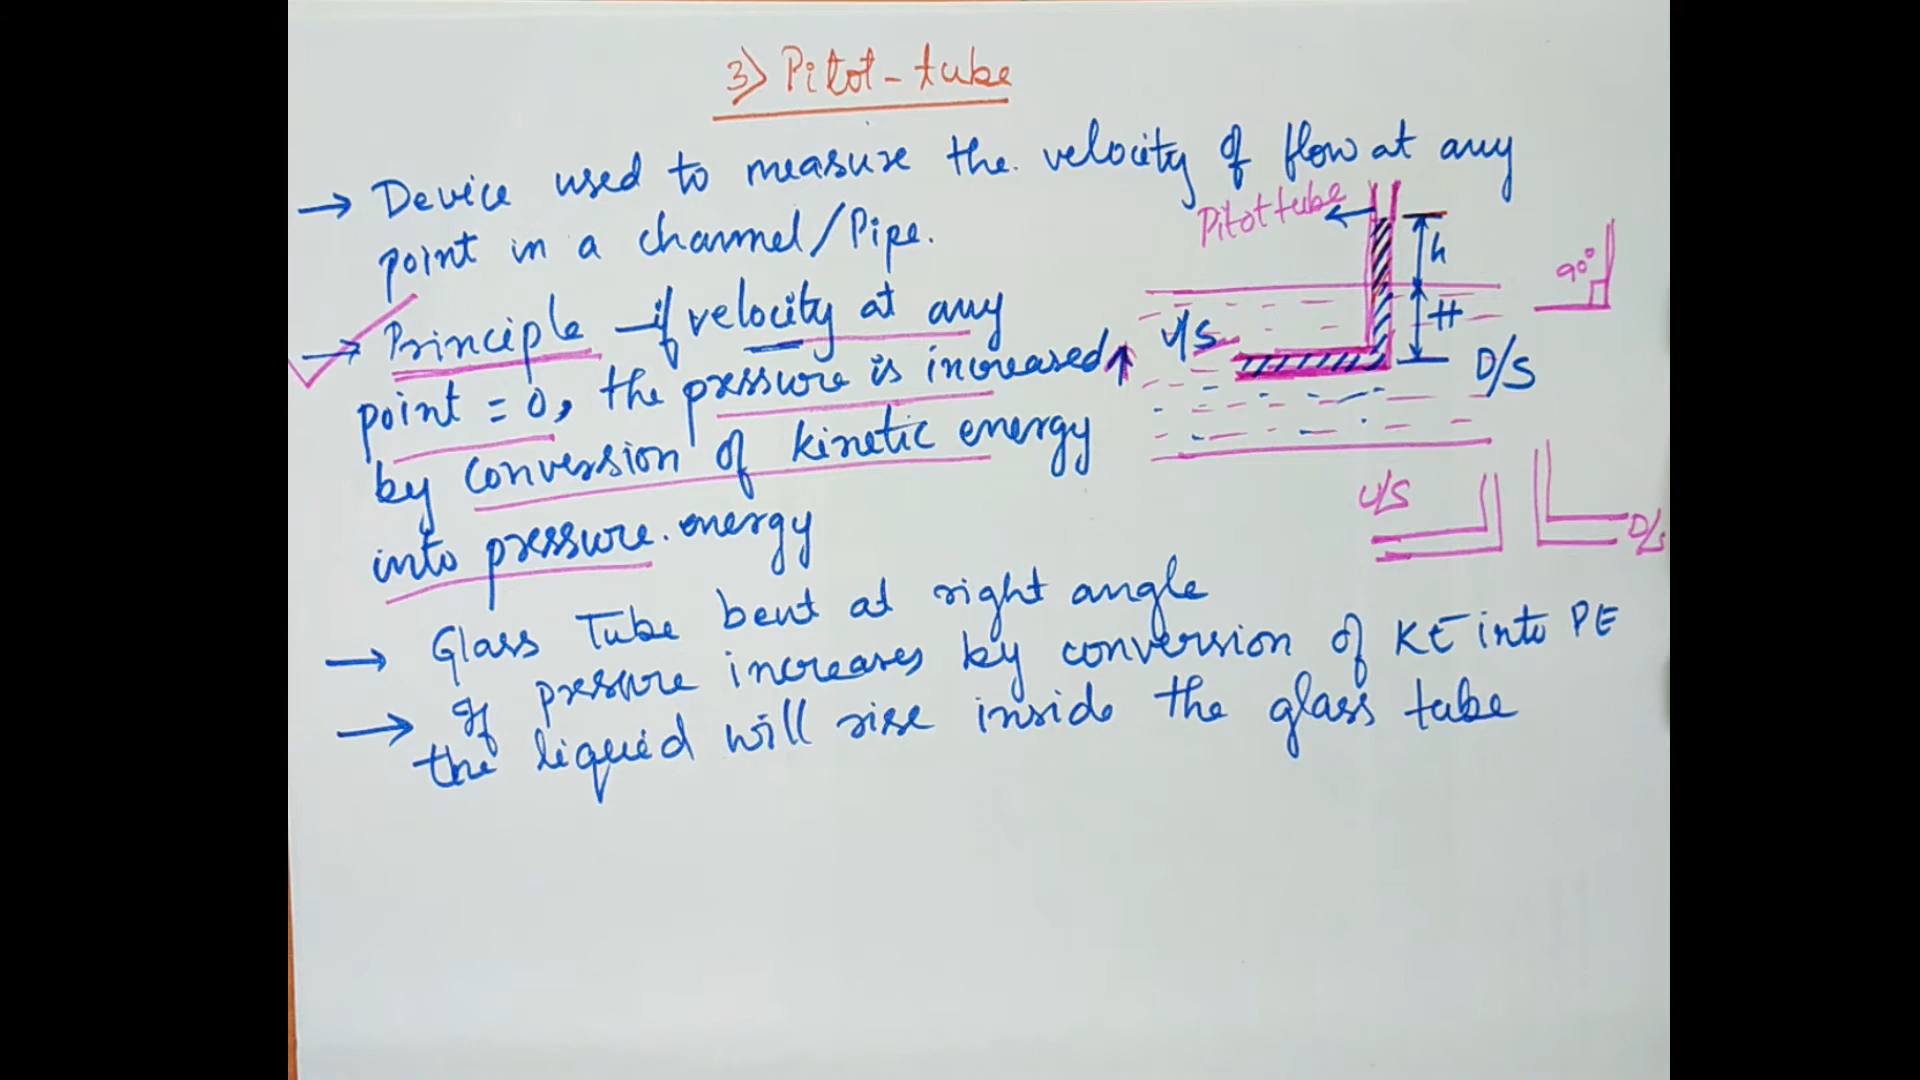 3) Pitot-tube
→ Device used to measure the velocity of flow at any
point in a channel/Pipe.
Pitot tube
h
90°
→ Principle - if velocity at any
H
U/S
D/S
point = 0, the pressure is increased ↑
by conversion of kinetic energy
into pressure. energy
U/S
D/S
→ Glass Tube bent at right angle
→ If pressure increases by conversion of KE into PE
the liquid will rise inside the glass tube